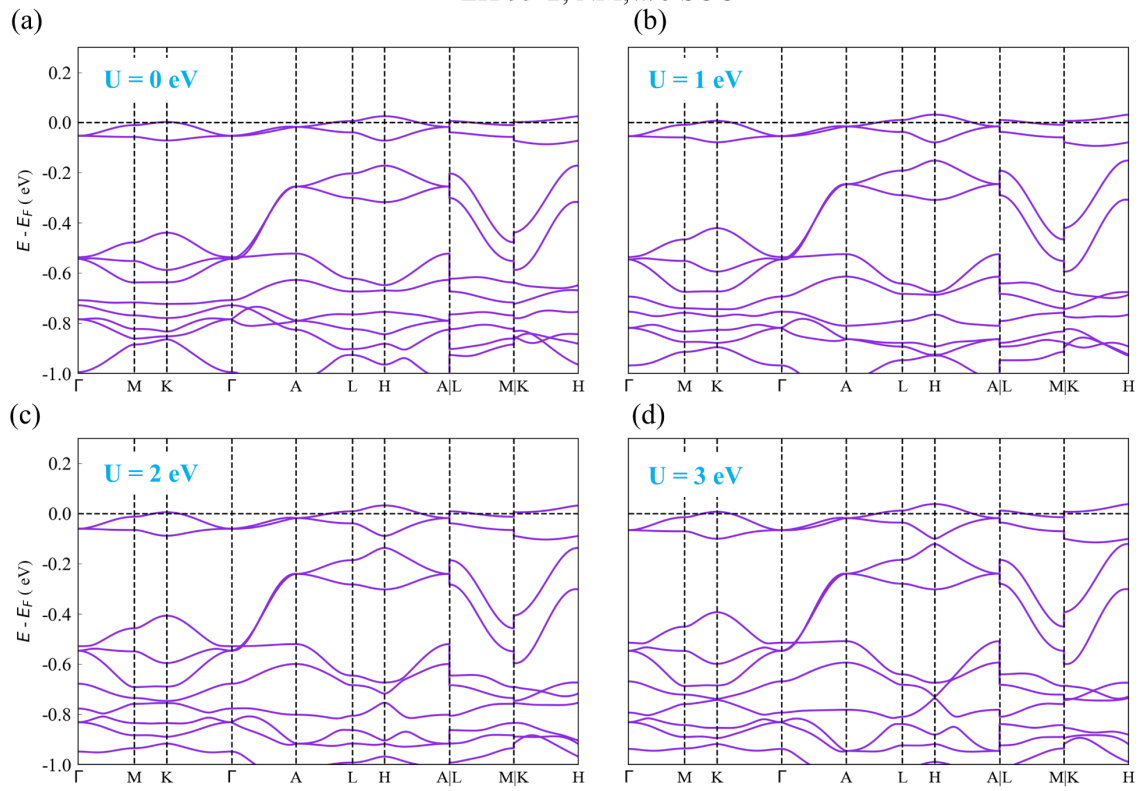 (a)
(b)
U = 0 eV
U = 1 eV
E - E_F ( eV)
0.2
0.0
-0.2
-0.4
-0.6
-0.8
-1.0
Γ M K Γ A L H A|L M|K H
Γ M K Γ A L H A|L M|K H
(c)
(d)
U = 2 eV
U = 3 eV
E - E_F (eV)
0.2
0.0
-0.2
-0.4
-0.6
-0.8
-1.0
Γ M K Γ A L H A|L M|K H
Γ M K Γ A L H A|L M|K H